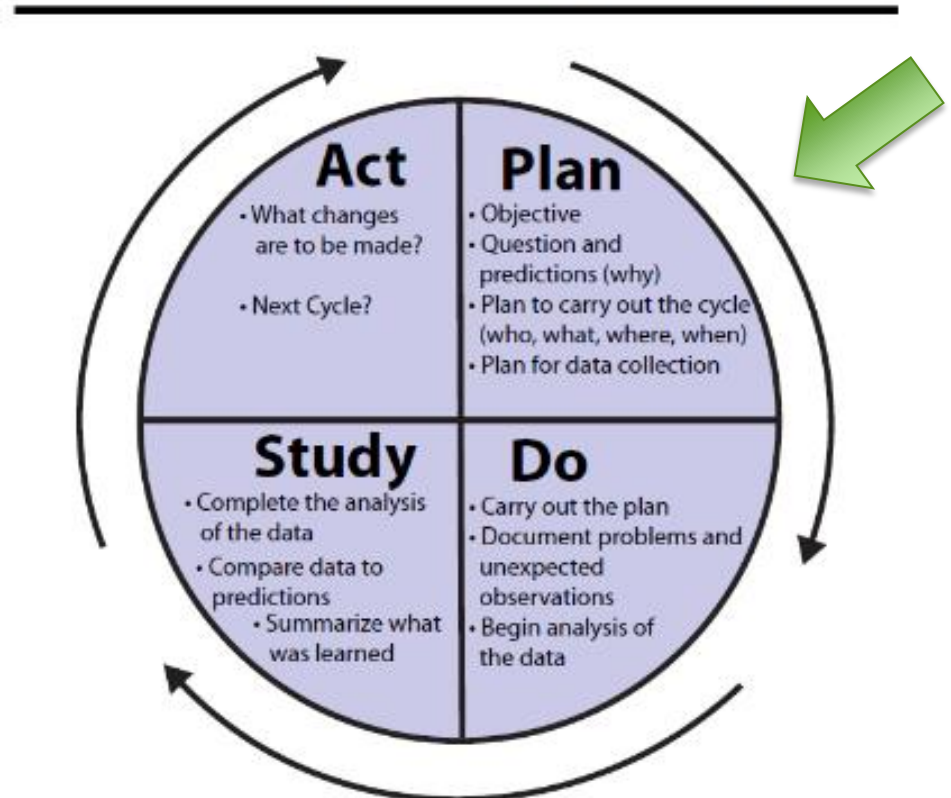 Act
• What changes
are to be made?
• Next Cycle?
Plan
• Objective
• Question and
predictions (why)
• Plan to carry out the cycle
(who, what, where, when)
• Plan for data collection
Study
• Complete the analysis
of the data
• Compare data to
predictions
• Summarize what
was learned
Do
• Carry out the plan
• Document problems and
unexpected
observations
• Begin analysis of
the data